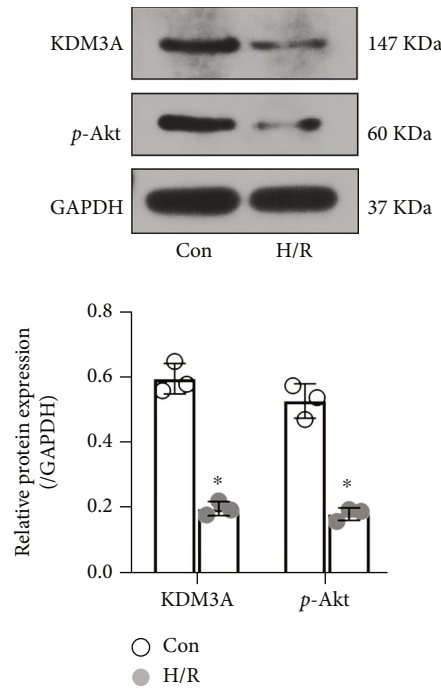 KDM3A 147 KDa
p-Akt 60 KDa
GAPDH 37 KDa
Con H/R
Relative protein expression
(/GAPDH)
0.8
0.6
0.4
0.2
0.0
* *
KDM3A p-Akt
Con
H/R